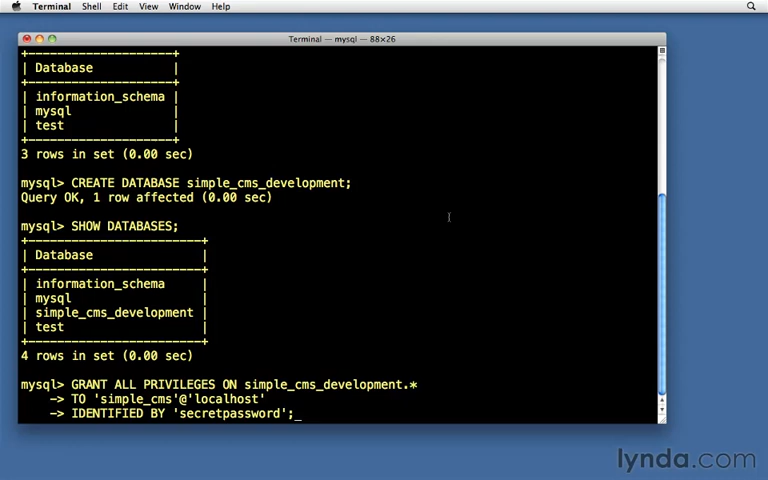 Terminal Shell Edit View Window Help
Terminal — mysql — 88×26
+---------------------+
| Database            |
+---------------------+
| information_schema |
| mysql               |
| test                |
+---------------------+
3 rows in set (0.00 sec)
mysql> CREATE DATABASE simple_cms_development;
Query OK, 1 row affected (0.00 sec)
mysql> SHOW DATABASES;
+------------------------+
| Database               |
+------------------------+
| information_schema     |
| mysql                  |
| simple_cms_development |
| test                   |
+------------------------+
4 rows in set (0.00 sec)
mysql> GRANT ALL PRIVILEGES ON simple_cms_development.*
    -> TO 'simple_cms'@'localhost'
    -> IDENTIFIED BY 'secretpassword';_
lynda.com